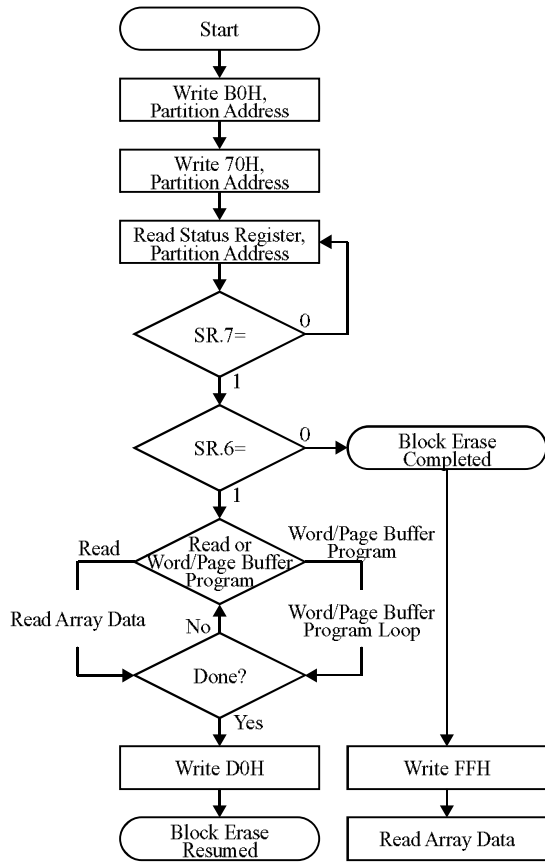 Start
Write B0H,
Partition Address
Write 70H,
Partition Address
Read Status Register,
Partition Address
0
SR.7=
1
0
SR.6=
Block Erase
Completed
1
Read
Read or
Word/Page Buffer
Program
Word/Page Buffer
Program
Read Array Data
No
Word/Page Buffer
Program Loop
Done?
Yes
Write D0H
Write FFH
Block Erase
Resumed
Read Array Data